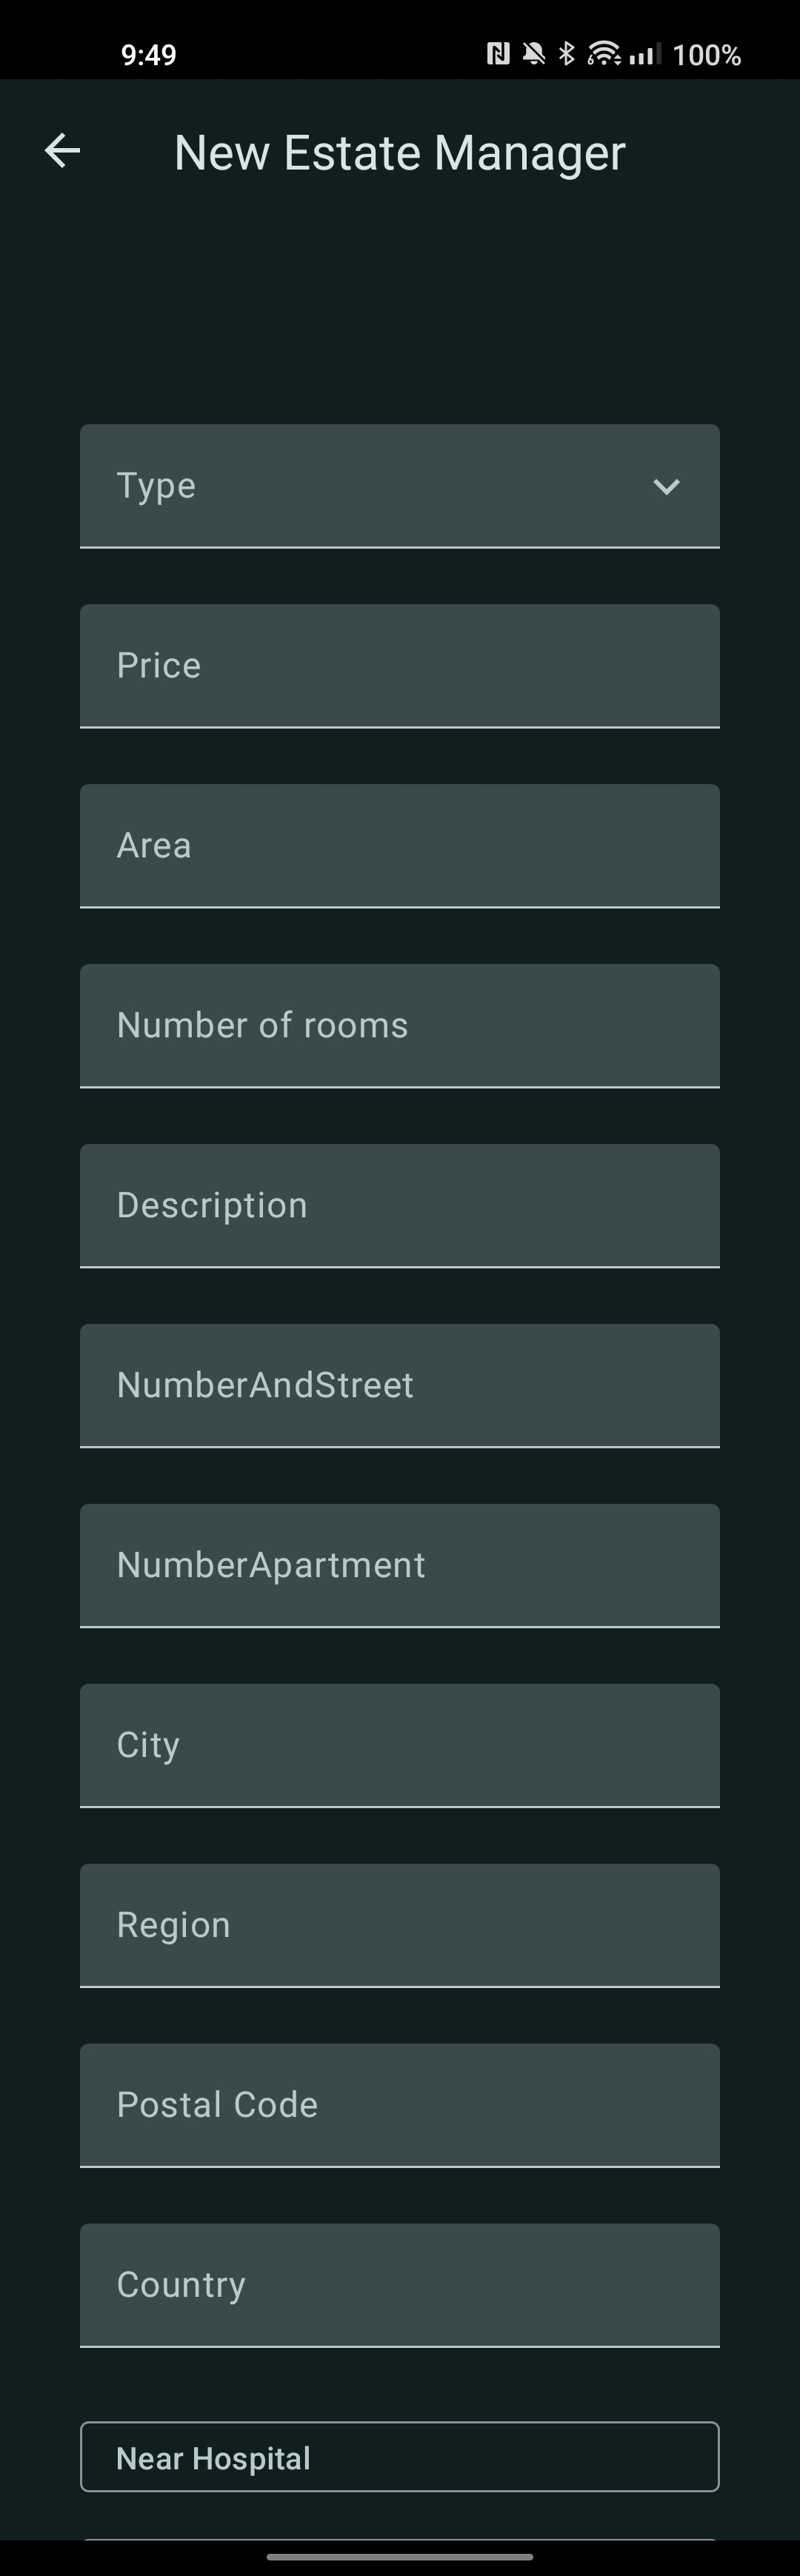 9:49 100%
New Estate Manager
Type
Price
Area
Number of rooms
Description
NumberAndStreet
NumberApartment
City
Region
Postal Code
Country
Near Hospital